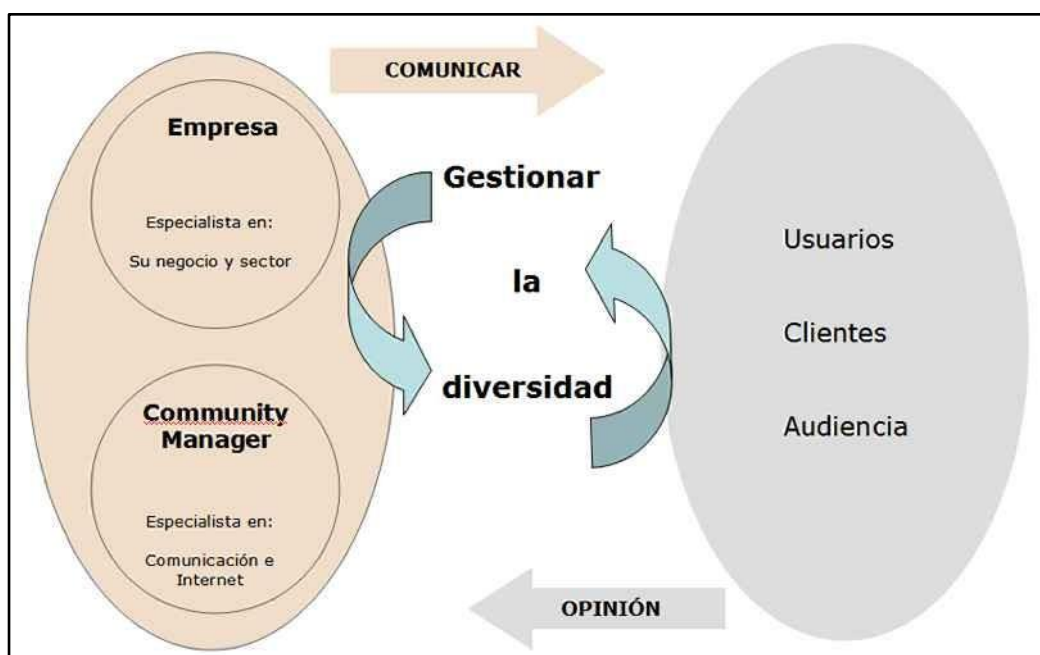 COMUNICAR
Empresa
Especialista en:
Su negocio y sector
Community
Manager
Especialista en:
Comunicación e
Internet
Gestionar
la
diversidad
Usuarios
Clientes
Audiencia
OPINIÓN